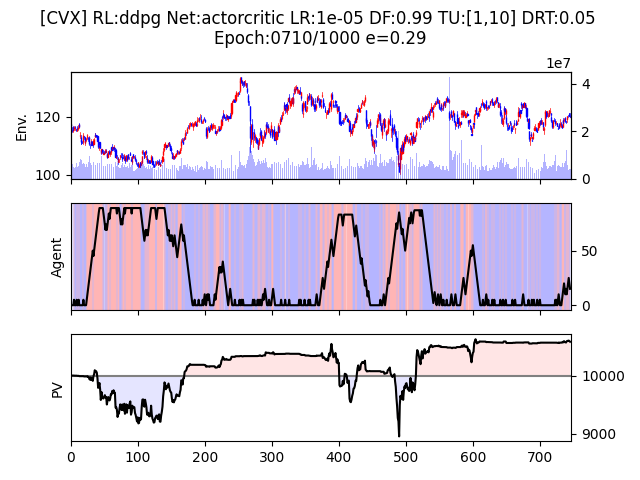 [CVX] RL:ddpg Net:actorcritic LR:1e-05 DF:0.99 TU:[1,10] DRT:0.05
Epoch:0710/1000 e=0.29
1e7
Env.
120
100
4
2
0
Agent
50
0
PV
10000
9000
0 100 200 300 400 500 600 700